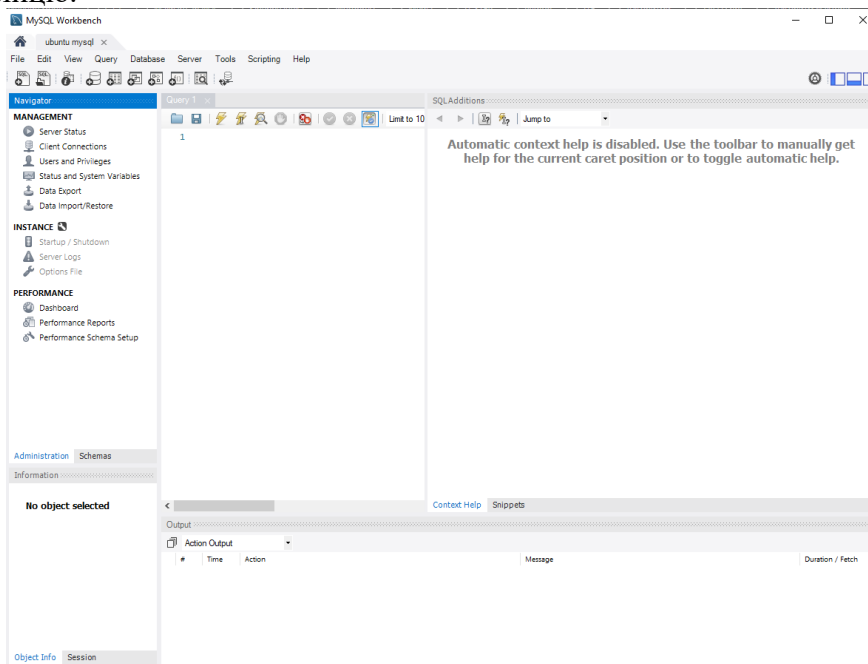 MySQL Workbench
ubuntu mysql
File Edit View Query Database Server Tools Scripting Help
Navigator
MANAGEMENT
Server Status
Client Connections
Users and Privileges
Status and System Variables
Data Export
Data Import/Restore
INSTANCE
Startup / Shutdown
Server Logs
Options File
PERFORMANCE
Dashboard
Performance Reports
Performance Schema Setup
Administration Schemas
Information
No object selected
Object Info Session
Query 1
Limit to 10
1
SQLAdditions
Jump to
Automatic context help is disabled. Use the toolbar to manually get
help for the current caret position or to toggle automatic help.
Context Help Snippets
Output
Action Output
# Time Action Message Duration / Fetch